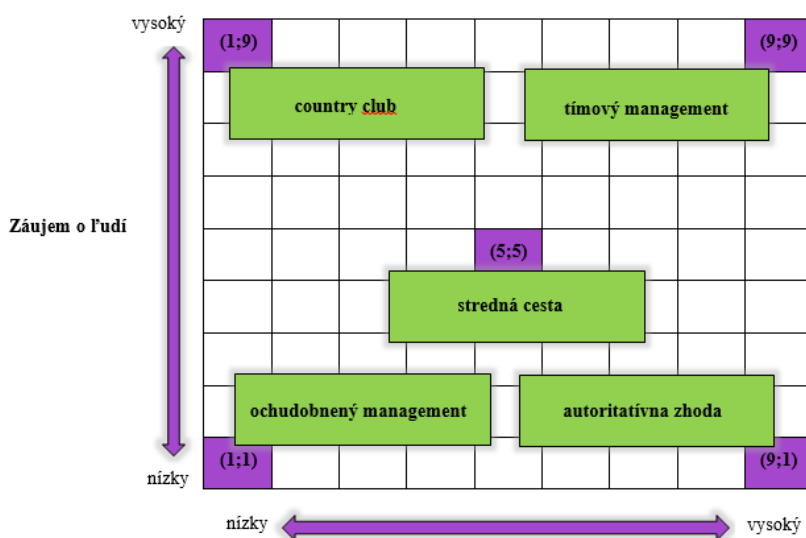 vysoký
(1;9)
(9;9)
country club
tímový management
Záujem o ľudí
(5;5)
stredná cesta
ochudobnený management
autoritatívna zhoda
(1;1)
(9;1)
nízky
nízky
vysoký